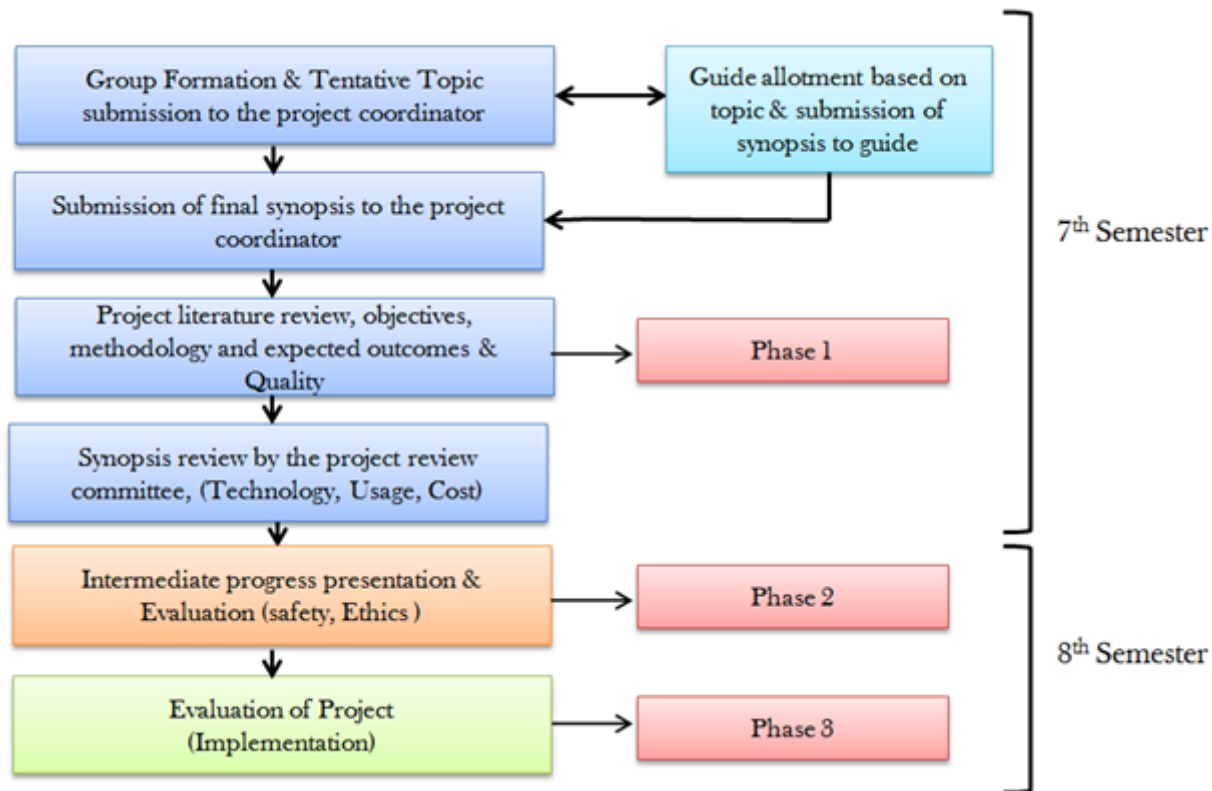 Group Formation & Tentative Topic
submission to the project coordinator
Guide allotment based on
topic & submission of
synopsis to guide
Submission of final synopsis to the project
coordinator
7th Semester
Project literature review, objectives,
methodology and expected outcomes &
Quality
Phase 1
Synopsis review by the project review
committee, (Technology, Usage, Cost)
Intermediate progress presentation &
Evaluation (safety, Ethics )
Phase 2
8th Semester
Evaluation of Project
(Implementation)
Phase 3